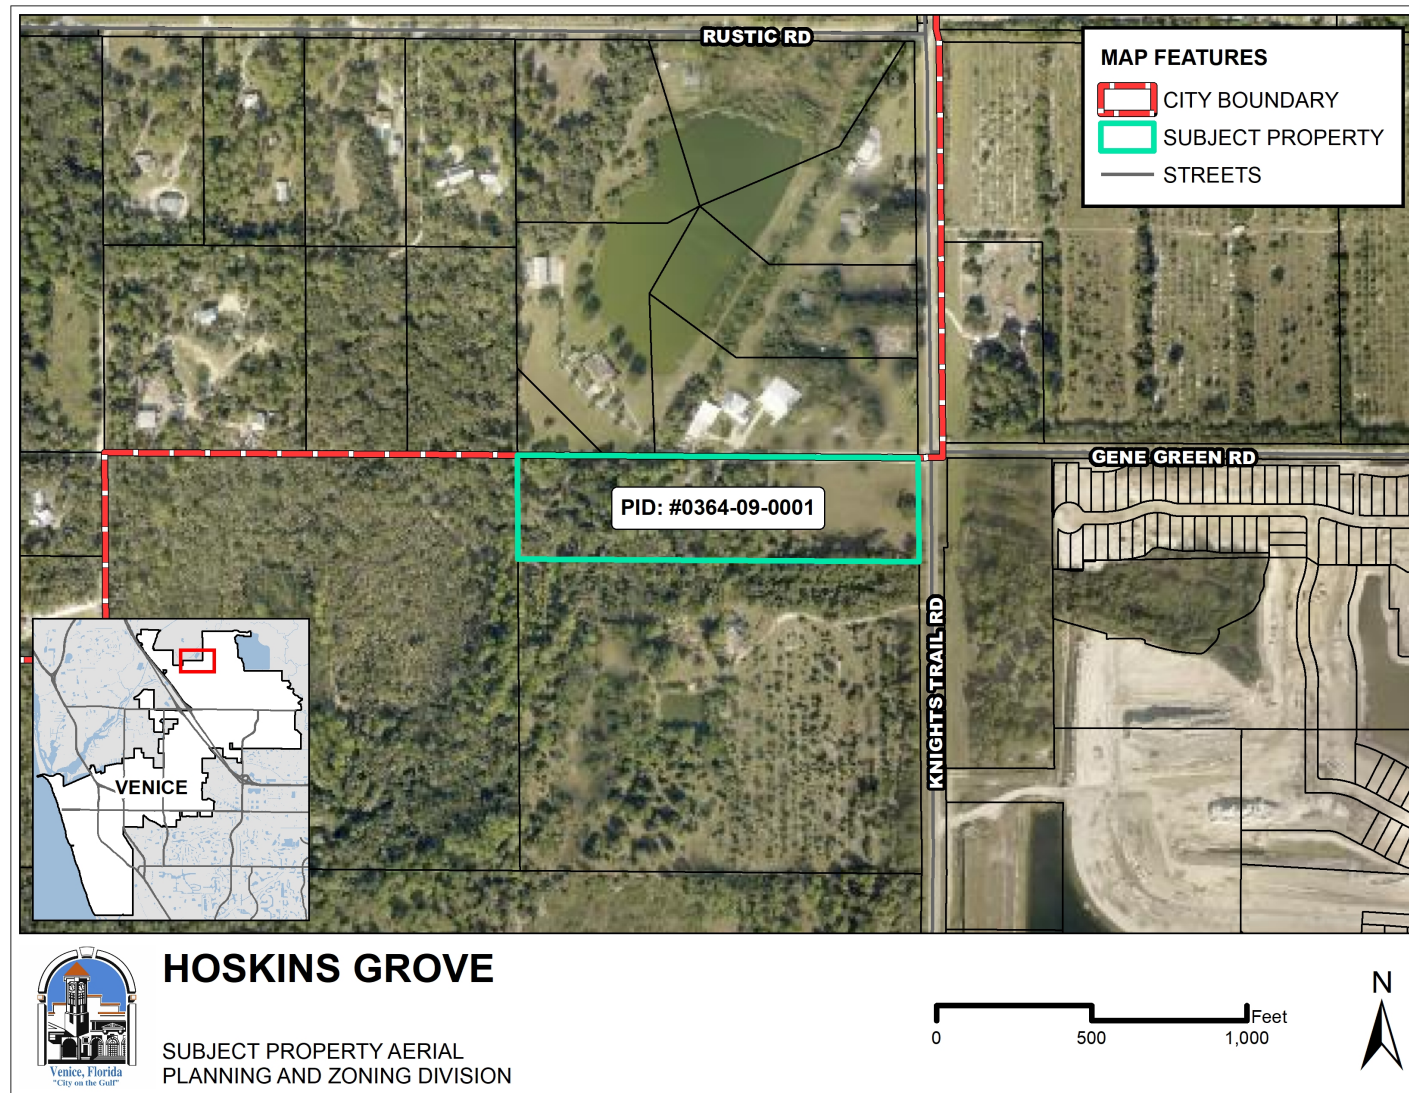 RUSTIC RD
MAP FEATURES
CITY BOUNDARY
SUBJECT PROPERTY
STREETS
GENE GREEN RD
PID: #0364-09-0001
KNIGHTS TRAIL RD
VENICE
HOSKINS GROVE
SUBJECT PROPERTY AERIAL
PLANNING AND ZONING DIVISION
Venice, Florida
"City on the Gulf"
0 500 1,000
Feet
N